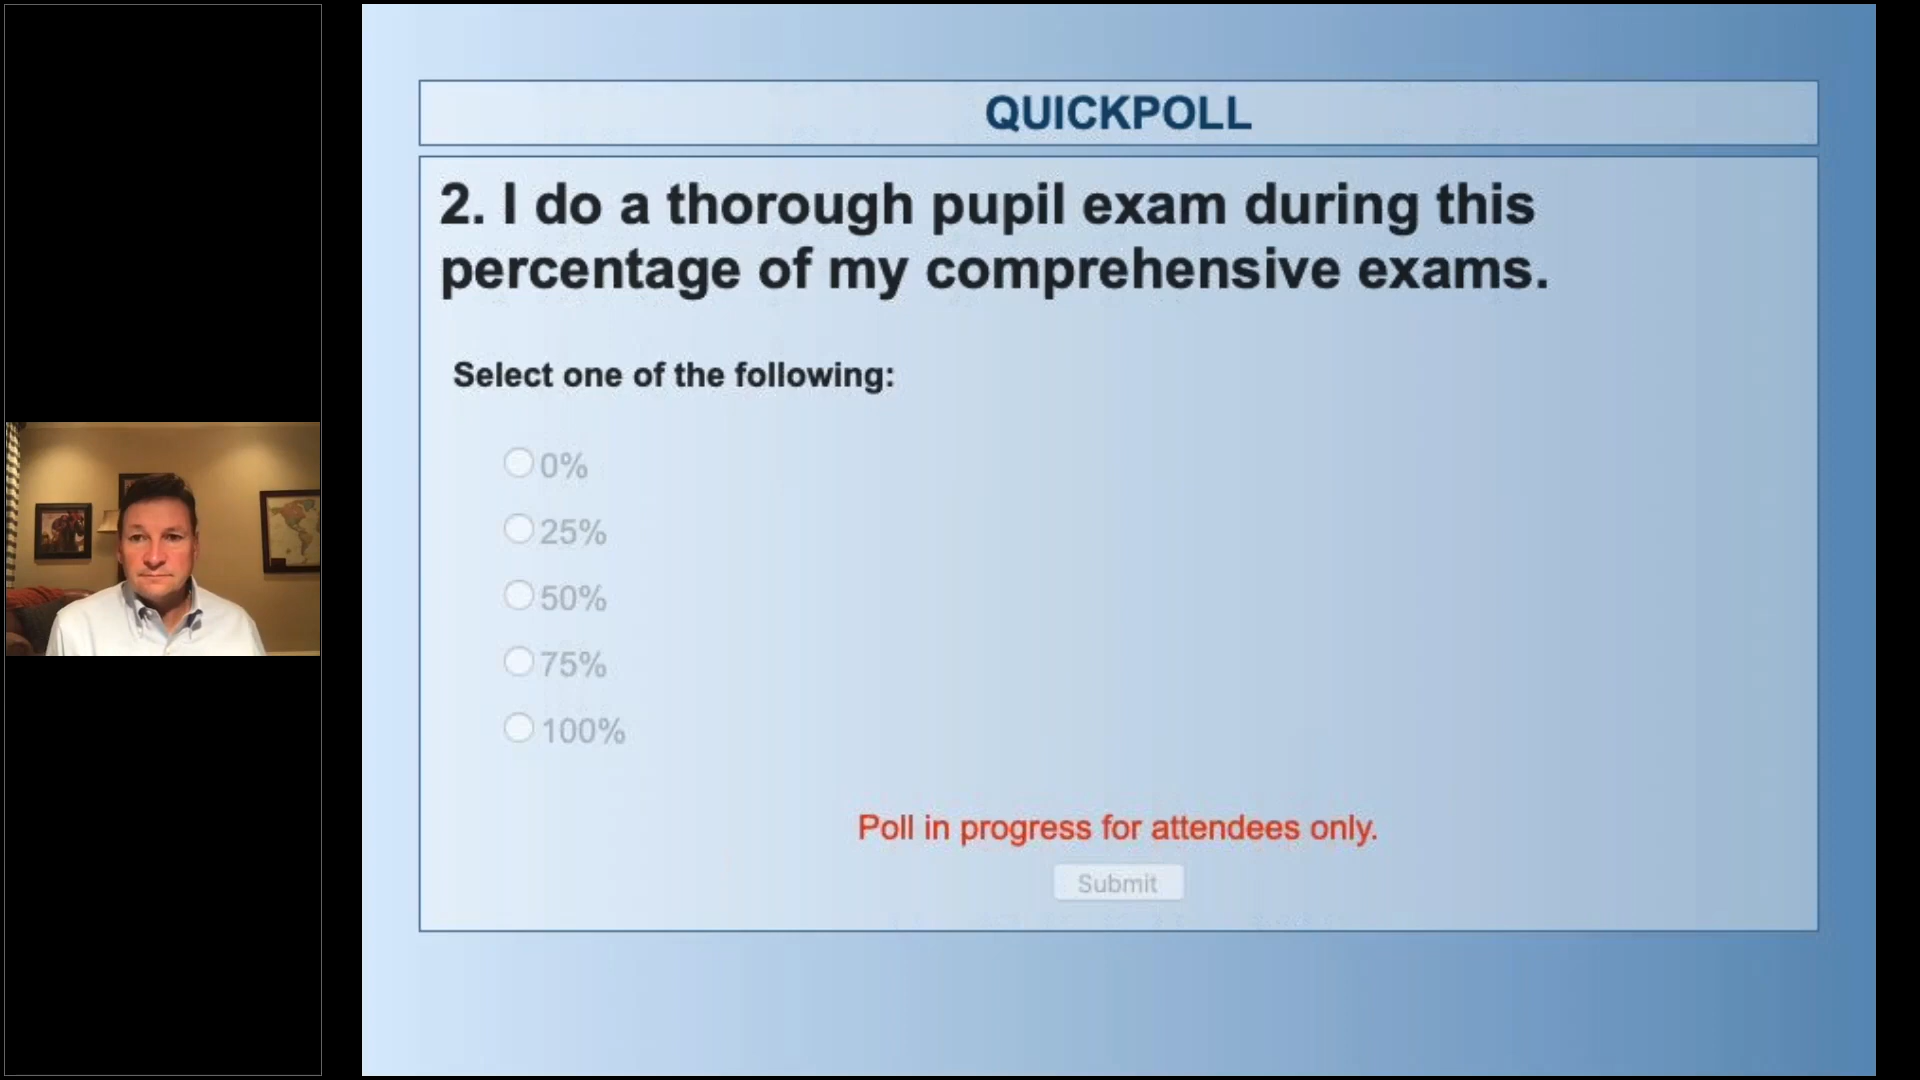 QUICKPOLL
2. I do a thorough pupil exam during this
percentage of my comprehensive exams.
Select one of the following:
0%
25%
50%
75%
100%
Poll in progress for attendees only.
Submit